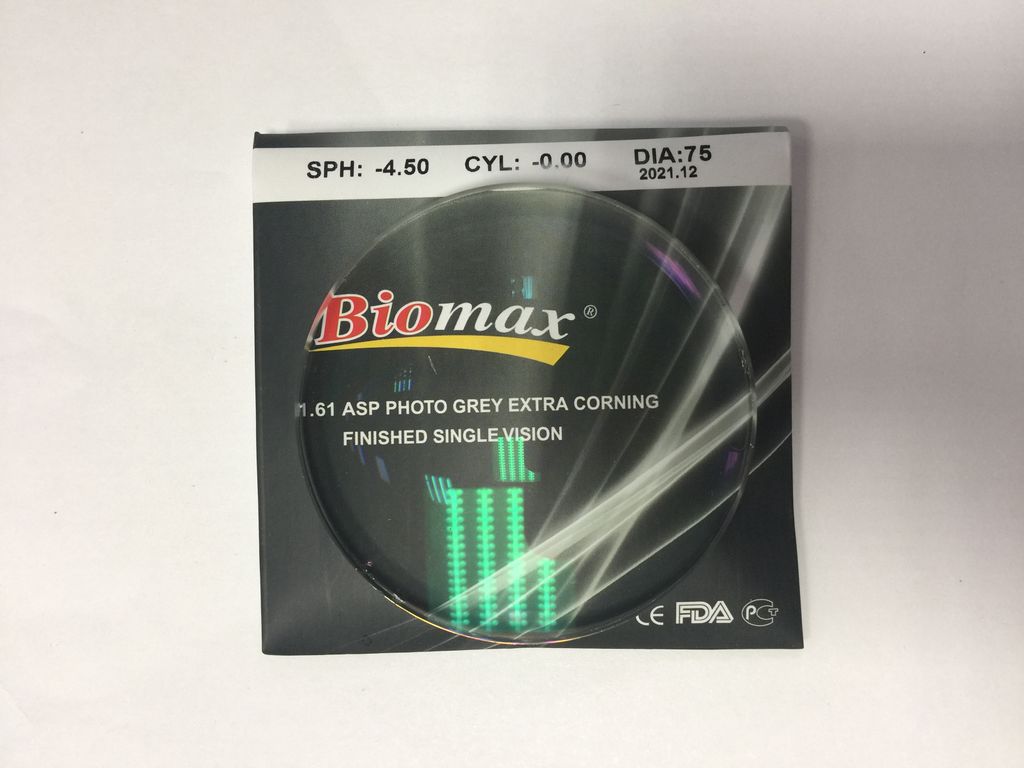 SPH: -4.50 CYL: -0.00 DIA:75
2021.12
Biomax®
1.61 ASP PHOTO GREY EXTRA CORNING
FINISHED SINGLE VISION
CE FDA PCT